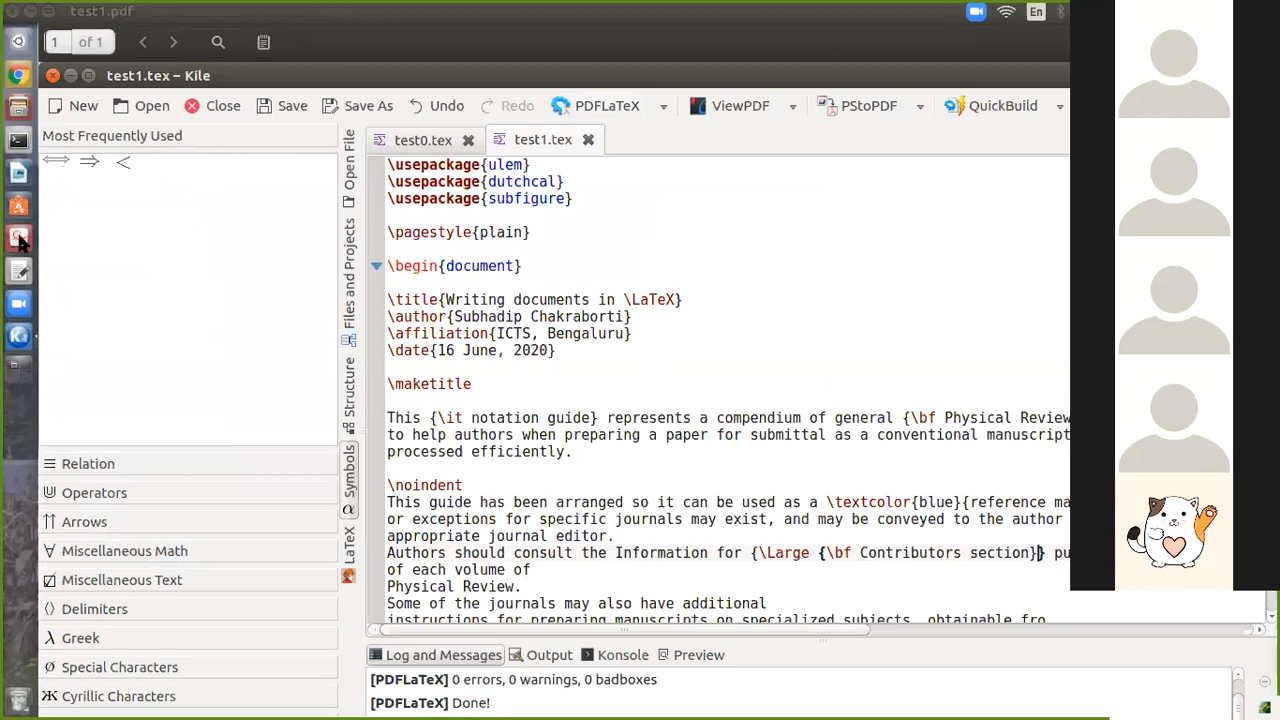 test1.pdf
En
1 of 1
test1.tex – Kile
New Open Close Save Save As Undo Redo PDFLaTeX ViewPDF PStoPDF QuickBuild
Most Frequently Used
⟺ ⇒ <
Open File
Files and Projects
Structure
Symbols
LaTeX
test0.tex test1.tex
\usepackage{ulem}
\usepackage{dutchcal}
\usepackage{subfigure}
\pagestyle{plain}
\begin{document}
\title{Writing documents in \LaTeX}
\author{Subhadip Chakraborti}
\affiliation{ICTS, Bengaluru}
\date{16 June, 2020}
\maketitle
This {\it notation guide} represents a compendium of general {\bf Physical Review
to help authors when preparing a paper for submittal as a conventional manuscript
processed efficiently.
\noindent
This guide has been arranged so it can be used as a \textcolor{blue}{reference ma
or exceptions for specific journals may exist, and may be conveyed to the author
appropriate journal editor.
Authors should consult the Information for {\Large {\bf Contributors section}} pu
of each volume of
Physical Review.
Some of the journals may also have additional
instructions for preparing manuscripts on specialized subjects, obtainable fro
Relation
Operators
Arrows
Miscellaneous Math
Miscellaneous Text
Delimiters
Greek
Special Characters
Cyrillic Characters
Log and Messages Output Konsole Preview
[PDFLaTeX] 0 errors, 0 warnings, 0 badboxes
[PDFLaTeX] Done!